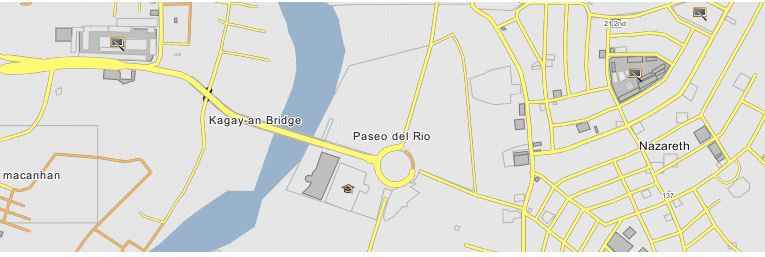 21 2nd
Kagay-an Bridge
Paseo del Rio
Nazareth
macanhan
137